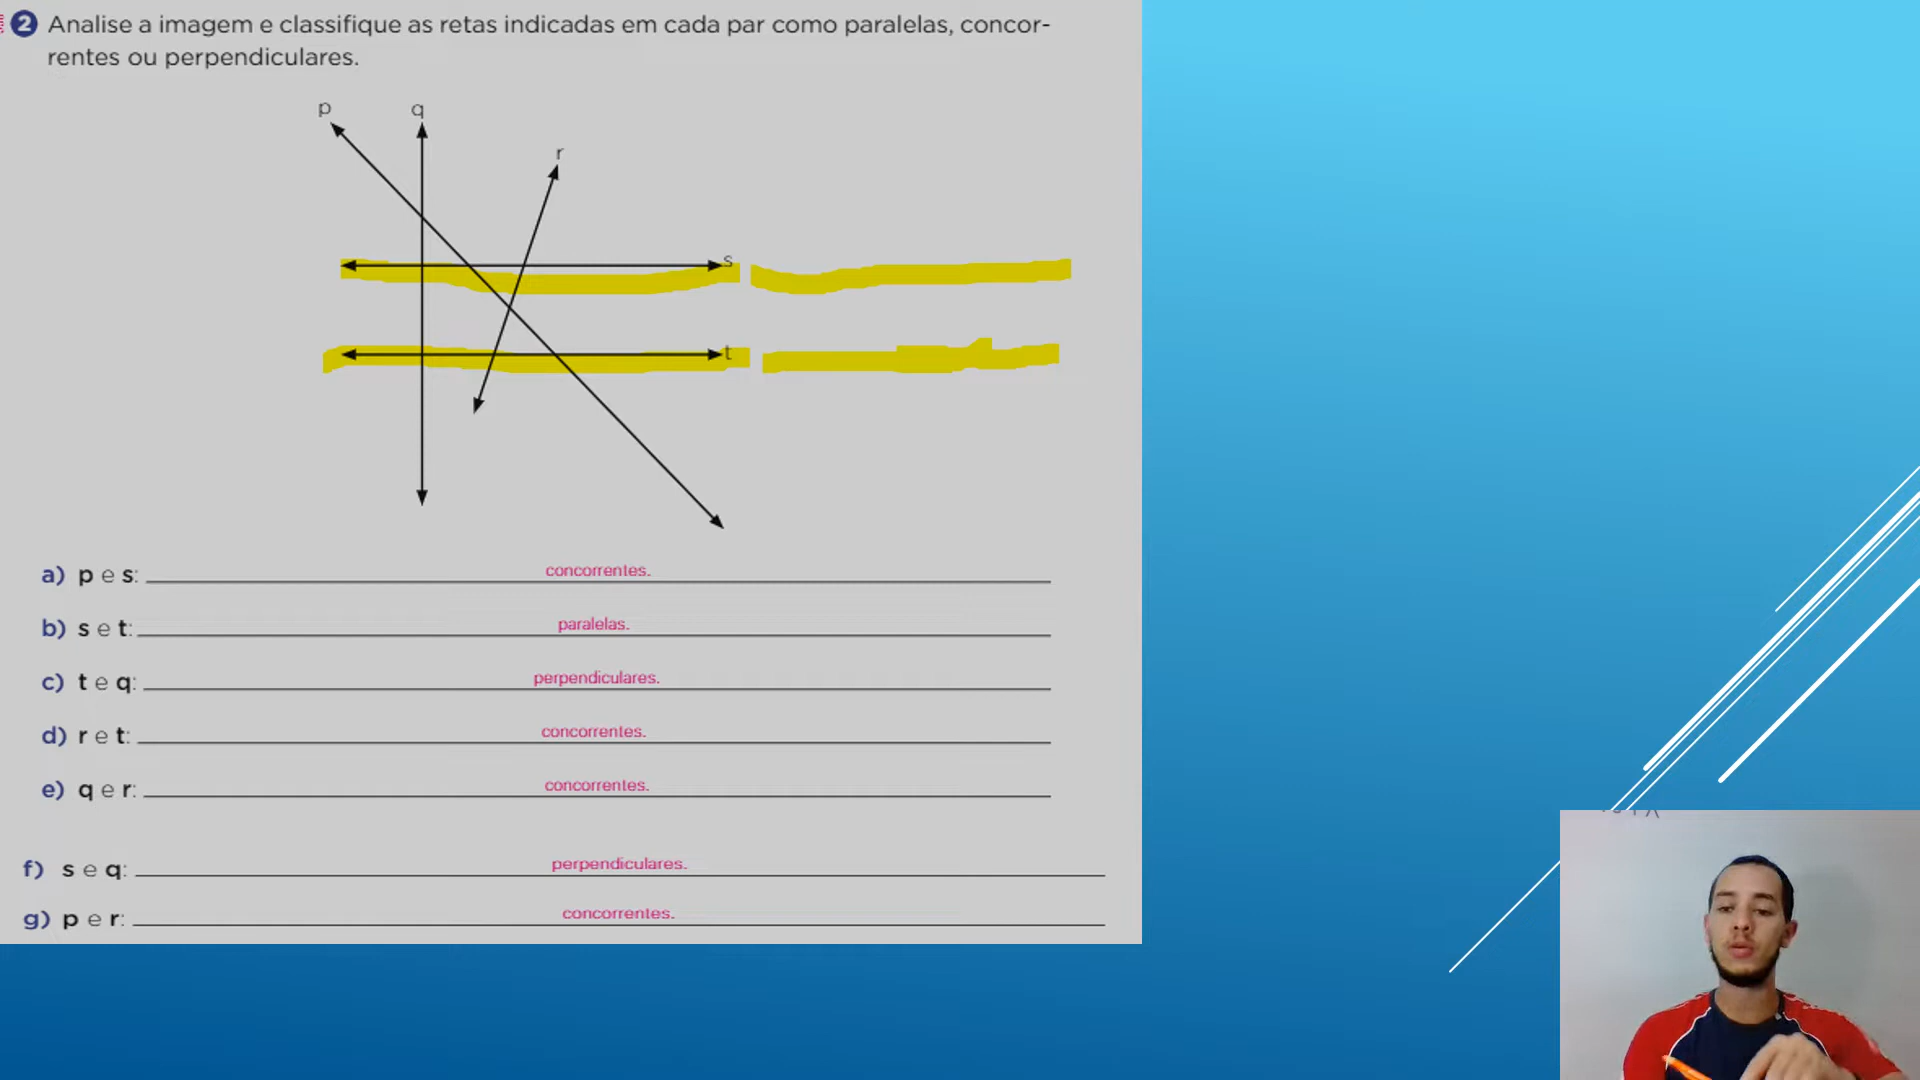 2 Analise a imagem e classifique as retas indicadas em cada par como paralelas, concor-
rentes ou perpendiculares.
p
q
r
s
t
a) p e s: concorrentes.
b) s e t: paralelas.
c) t e q: perpendiculares.
d) r e t: concorrentes.
e) q e r: concorrentes.
f) s e q: perpendiculares.
g) p e r: concorrentes.